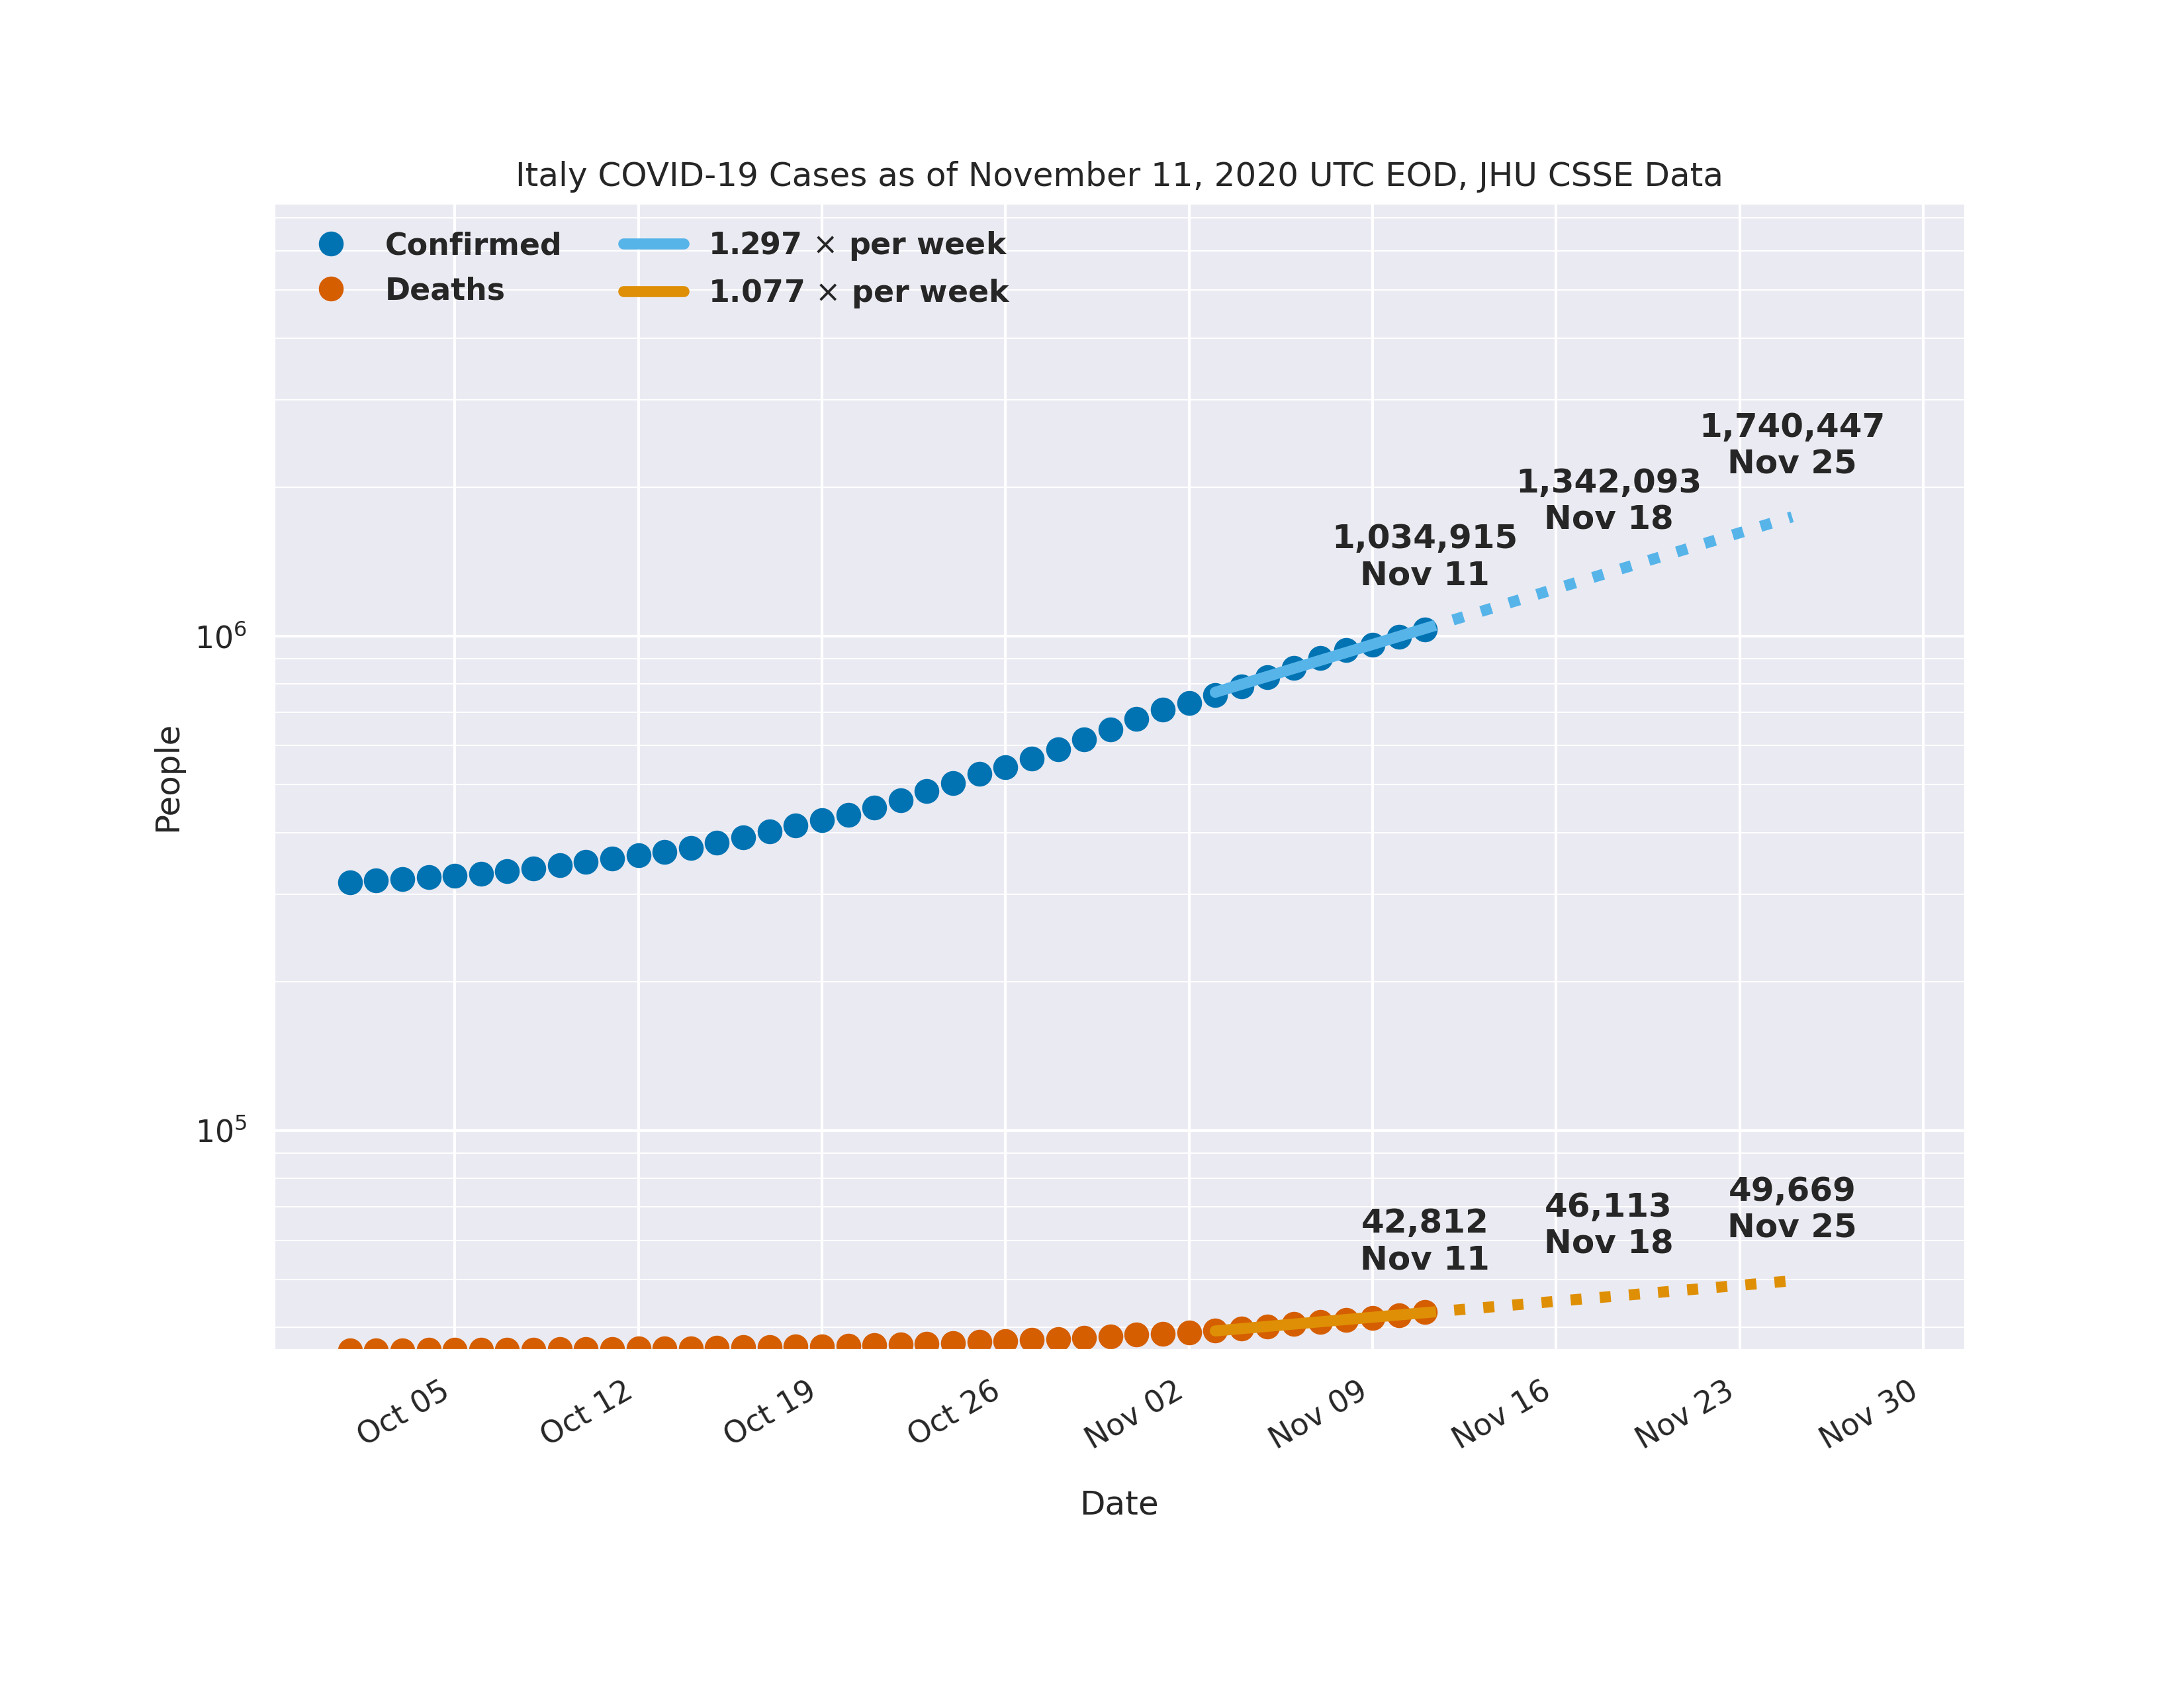 Italy COVID-19 Cases as of November 11, 2020 UTC EOD, JHU CSSE Data
Confirmed
Deaths
1.297 × per week
1.077 × per week
1,740,447
Nov 25
1,342,093
Nov 18
1,034,915
Nov 11
10⁶
People
10⁵
49,669
Nov 25
46,113
Nov 18
42,812
Nov 11
Oct 05
Oct 12
Oct 19
Oct 26
Nov 02
Nov 09
Nov 16
Nov 23
Nov 30
Date